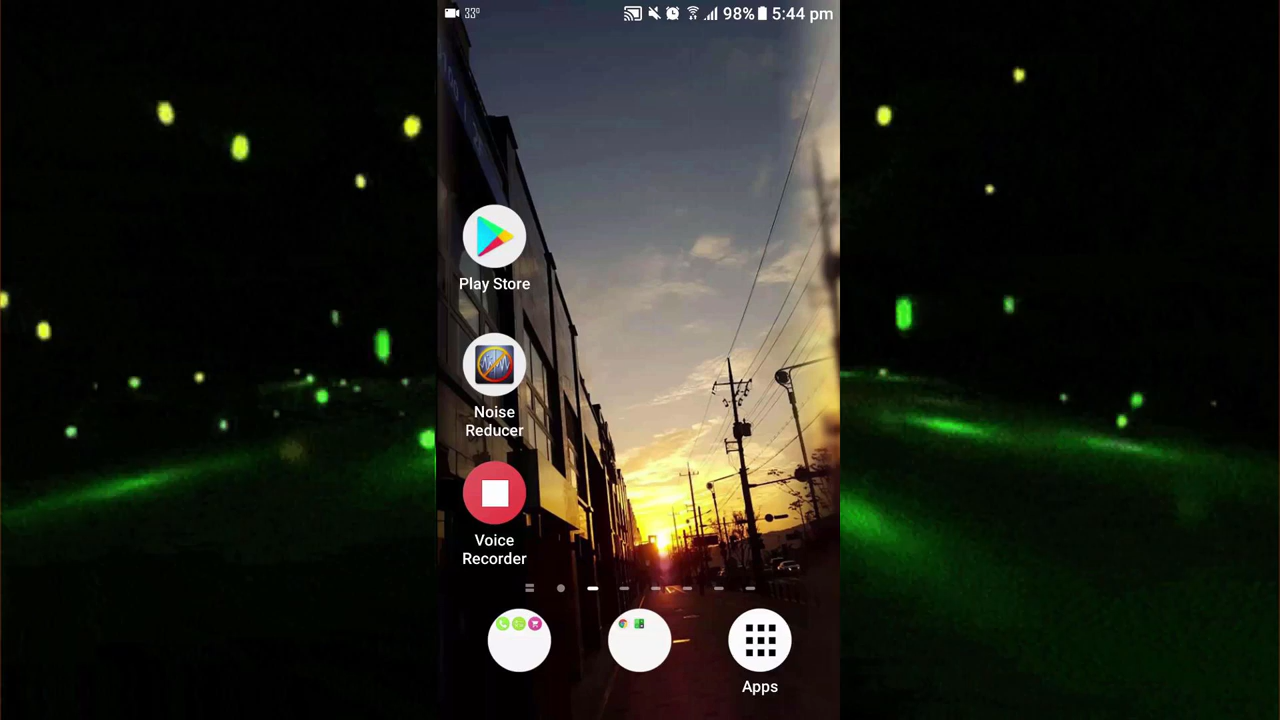 33°
98%
5:44 pm
Play Store
Noise
Reducer
Voice
Recorder
Apps